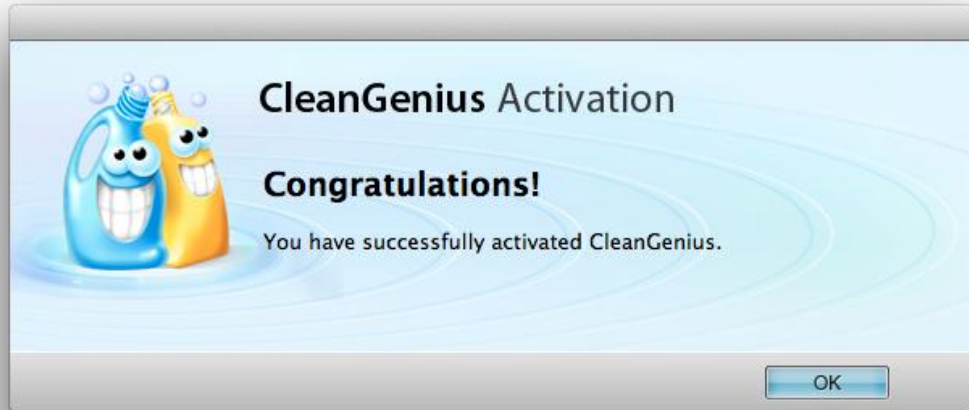 CleanGenius Activation
Congratulations!
You have successfully activated CleanGenius.
OK